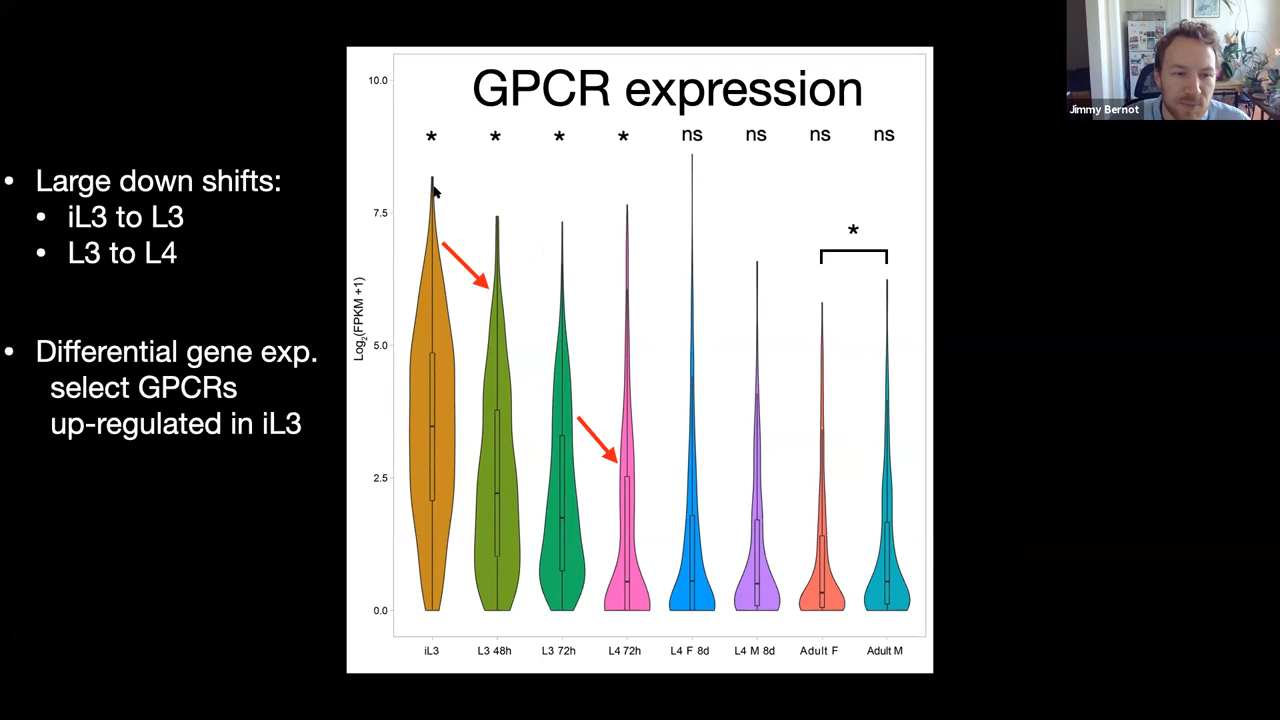 Jimmy Bernot
GPCR expression
* * * * ns ns ns ns
*
• Large down shifts:
• iL3 to L3
• L3 to L4
• Differential gene exp.
select GPCRs
up-regulated in iL3
Log2(FPKM +1)
10.0
7.5
5.0
2.5
0.0
iL3 L3 48h L3 72h L4 72h L4 F 8d L4 M 8d Adult F Adult M